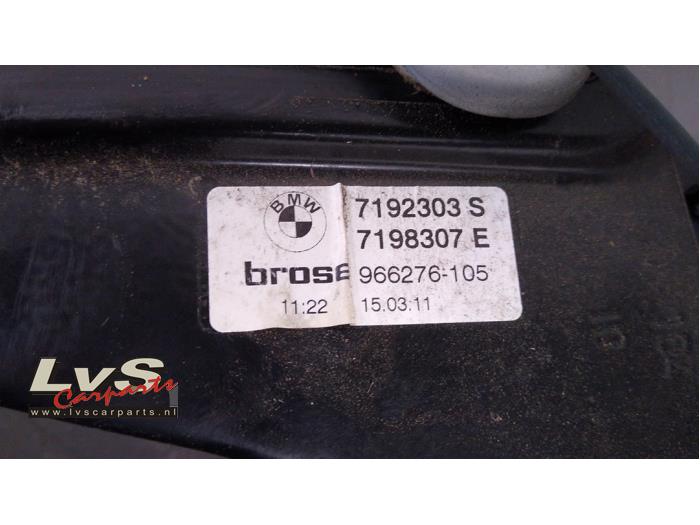 BMW
7192303 S
7198307 E
brose 966276-105
11:22 15.03:11
LvS
Carparts
www.lvscarparts.nl